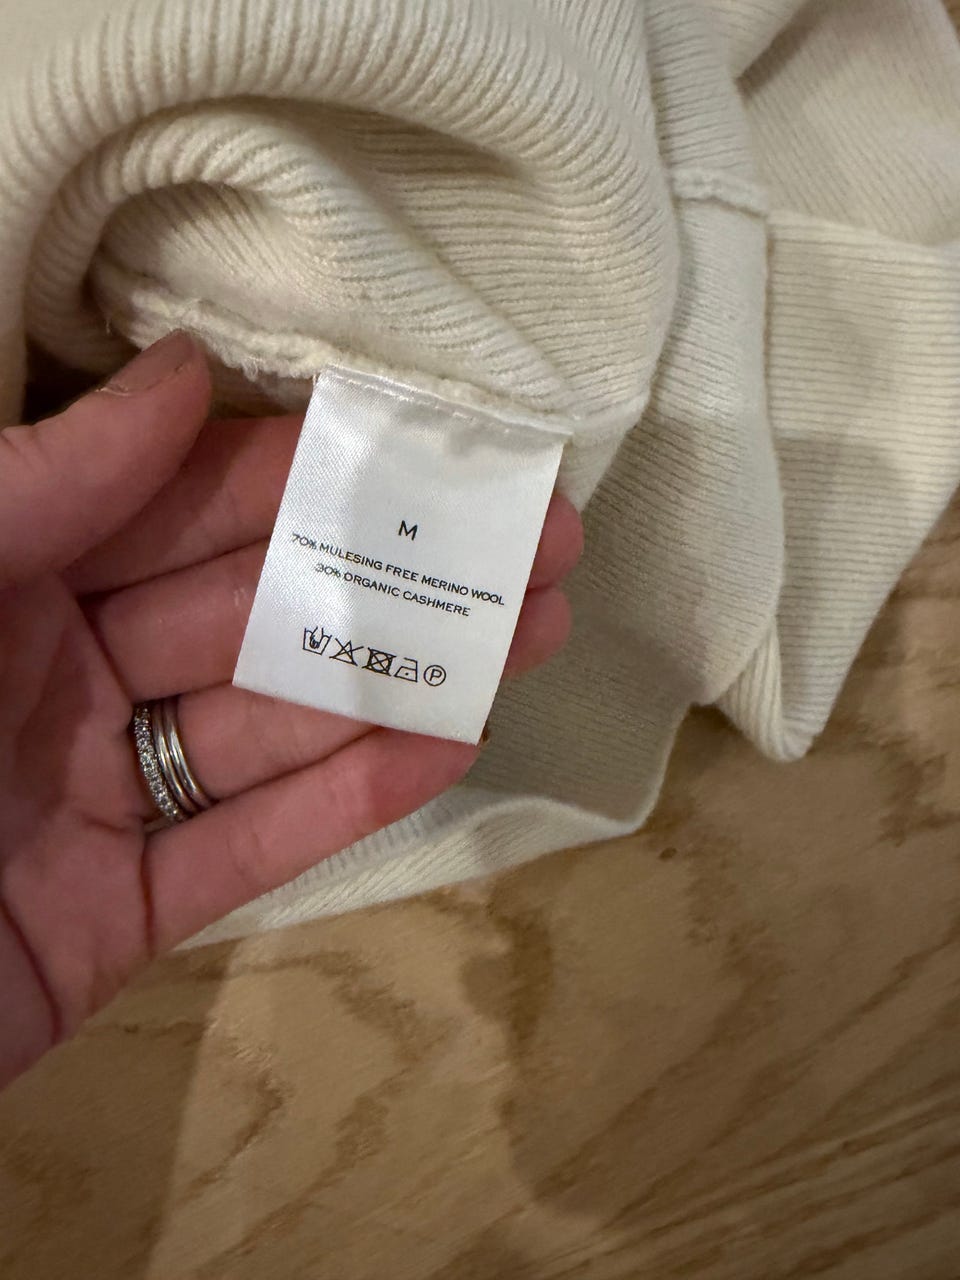 M
70% MULESING FREE MERINO WOOL
30% ORGANIC CASHMERE
P